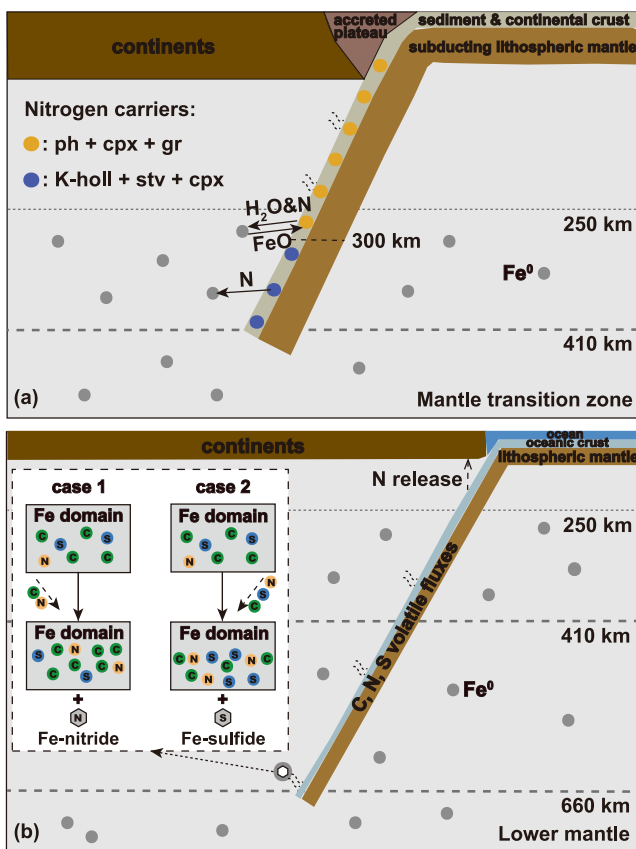 continents
accreted
plateau
sediment & continental crust
subducting lithospheric mantle
Nitrogen carriers:
: ph + cpx + gr
: K-holl + stv + cpx
H₂O&N
FeO
250 km
300 km
N
Fe⁰
410 km
(a)
Mantle transition zone
continents
ocean
oceanic crust
lithospheric mantle
N release
case 1
case 2
Fe domain
Fe domain
C
C
S
S
N
C
C
C
C
S
S
N
C
C
250 km
C
N
N
S
C
C, N, S volatile fluxes
Fe domain
Fe domain
410 km
S
C
N
C
C
C
C
N
S
C
C
N
S
S
C
N
C
N
S
S
Fe⁰
+
+
N
S
Fe-nitride
Fe-sulfide
660 km
(b)
Lower mantle